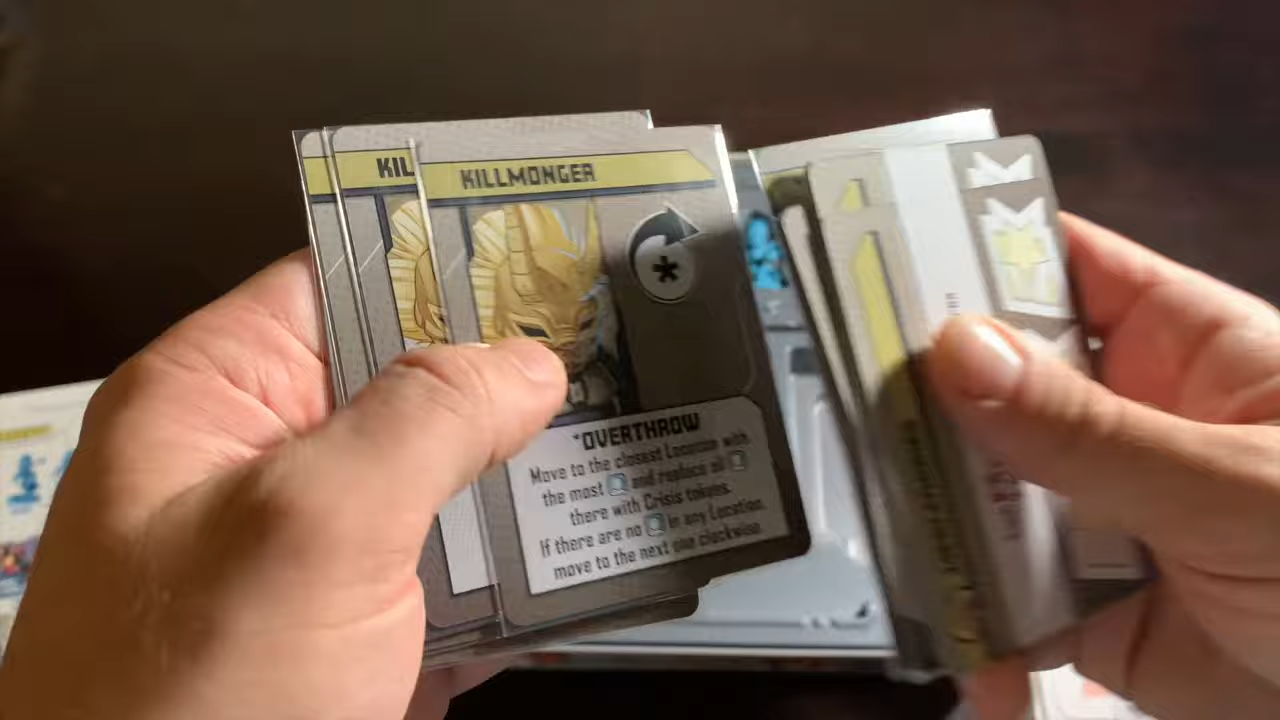 KIL
KILLMONGER
*
*OVERTHROW
Move to the closest Location with
the most and replace all
there with Crisis tokens.
If there are no in any Location,
move to the next one clockwise.